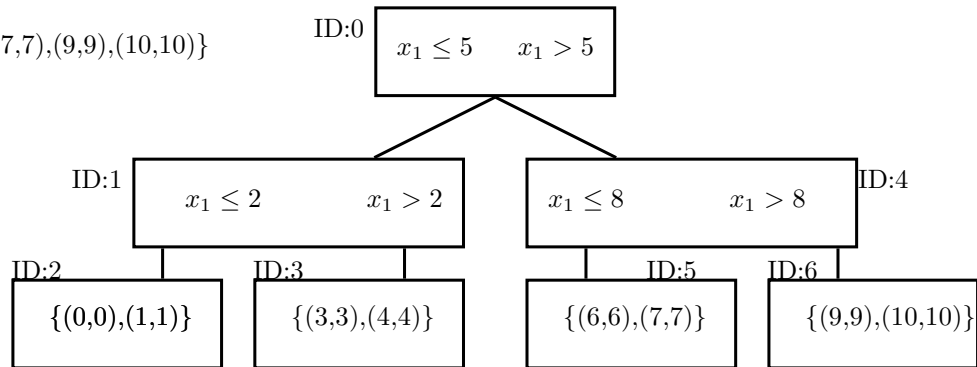 ID:0
7,7),(9,9),(10,10)}
x₁ ≤ 5 x₁ > 5
ID:1
ID:4
x₁ ≤ 2 x₁ > 2
x₁ ≤ 8 x₁ > 8
ID:2
ID:3
ID:5
ID:6
{(0,0),(1,1)}
{(3,3),(4,4)}
{(6,6),(7,7)}
{(9,9),(10,10)}